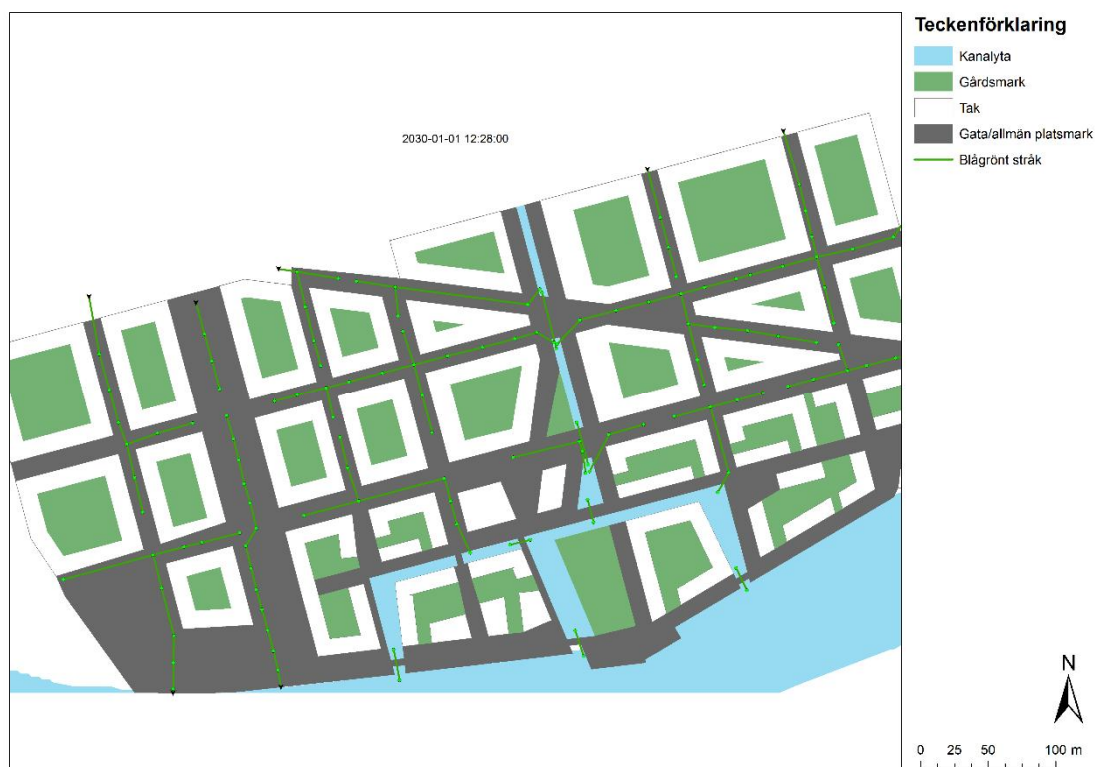 Teckenförklaring
Kanalyta
Gårdsmark
Tak
Gata/allmän platsmark
Blågrönt stråk
2030-01-01 12:28:00
N
0 25 50 100 m